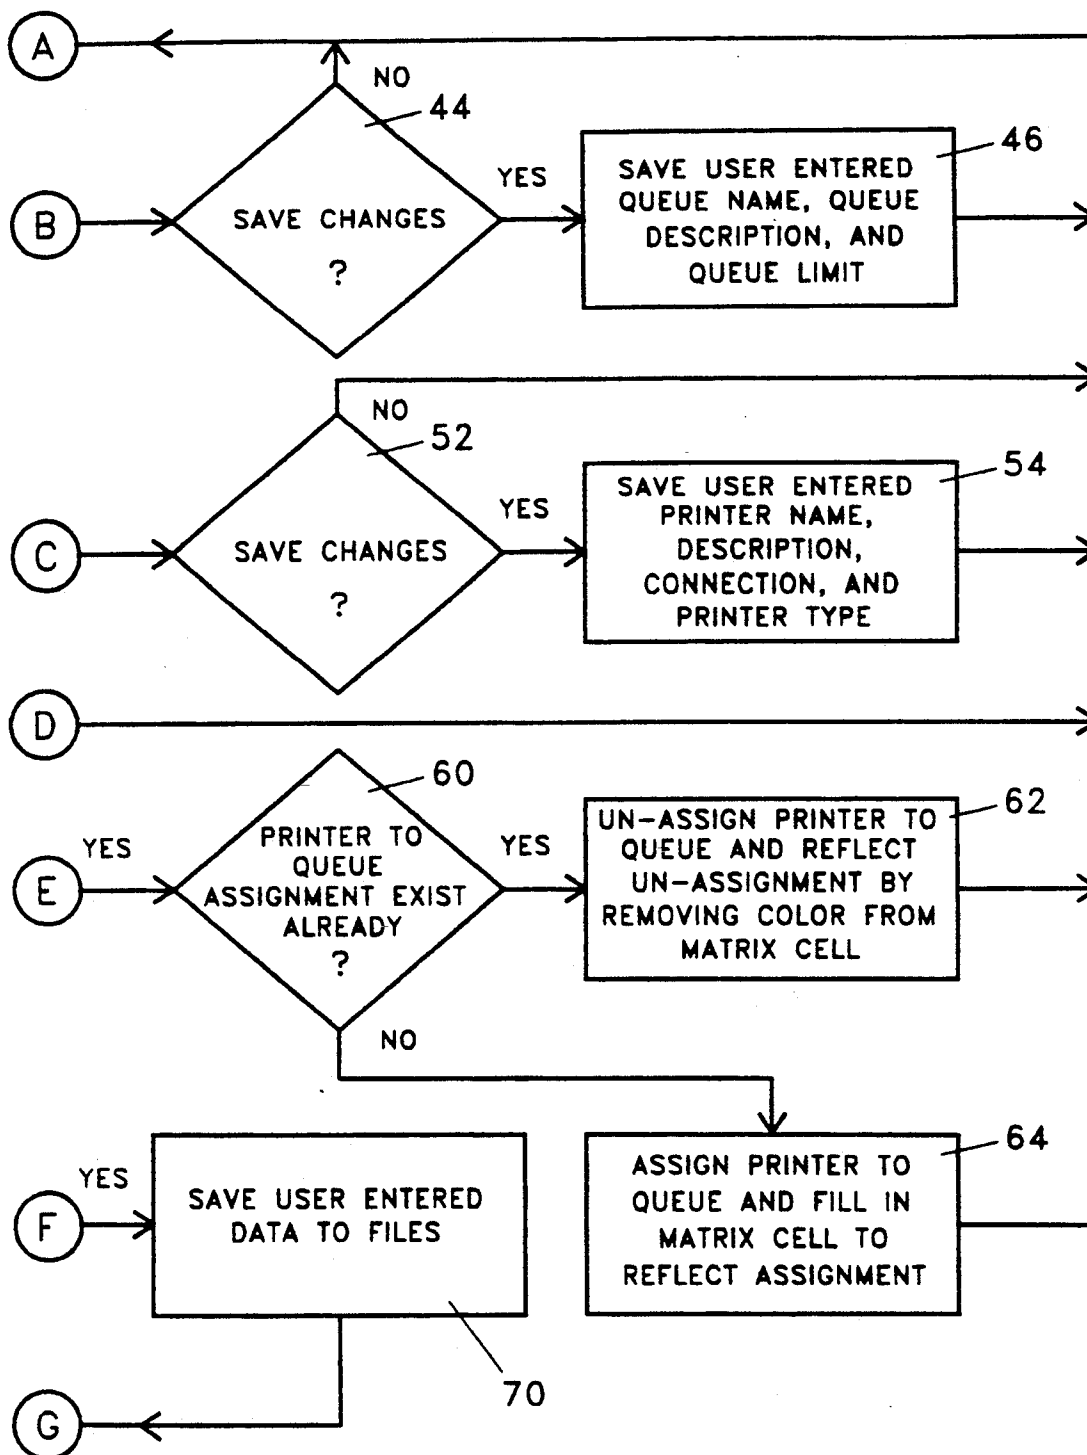 A
NO
44
YES
46
SAVE USER ENTERED
QUEUE NAME, QUEUE
DESCRIPTION, AND
QUEUE LIMIT
B
SAVE CHANGES
?
NO
52
YES
54
SAVE USER ENTERED
PRINTER NAME,
DESCRIPTION,
CONNECTION, AND
PRINTER TYPE
C
SAVE CHANGES
?
D
60
YES
E
PRINTER TO
QUEUE
ASSIGNMENT EXIST
ALREADY
?
YES
62
UN-ASSIGN PRINTER TO
QUEUE AND REFLECT
UN-ASSIGNMENT BY
REMOVING COLOR FROM
MATRIX CELL
NO
YES
F
SAVE USER ENTERED
DATA TO FILES
70
64
ASSIGN PRINTER TO
QUEUE AND FILL IN
MATRIX CELL TO
REFLECT ASSIGNMENT
G